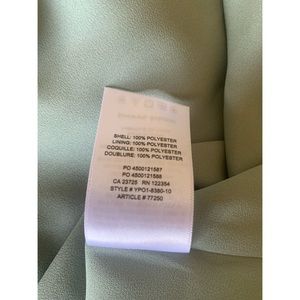 SHELL: 100% POLYESTER
LINING: 100% POLYESTER
COQUILLE: 100% POLYESTER
DOUBLURE: 100% POLYESTER
PO 4500121587
PO 4500121588
CA 23725 RN 122354
STYLE # YPO1-8380-10
ARTICLE # 77250